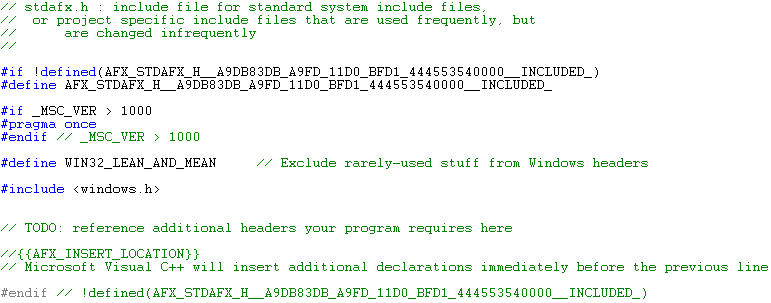 // stdafx.h : include file for standard system include files,
//  or project specific include files that are used frequently, but
//      are changed infrequently
//
#if !defined(AFX_STDAFX_H__A9DB83DB_A9FD_11D0_BFD1_444553540000__INCLUDED_)
#define AFX_STDAFX_H__A9DB83DB_A9FD_11D0_BFD1_444553540000__INCLUDED_
#if _MSC_VER > 1000
#pragma once
#endif // _MSC_VER > 1000
#define WIN32_LEAN_AND_MEAN     // Exclude rarely-used stuff from Windows headers
#include <windows.h>
// TODO: reference additional headers your program requires here
//{{AFX_INSERT_LOCATION}}
// Microsoft Visual C++ will insert additional declarations immediately before the previous line
#endif // !defined(AFX_STDAFX_H__A9DB83DB_A9FD_11D0_BFD1_444553540000__INCLUDED_)